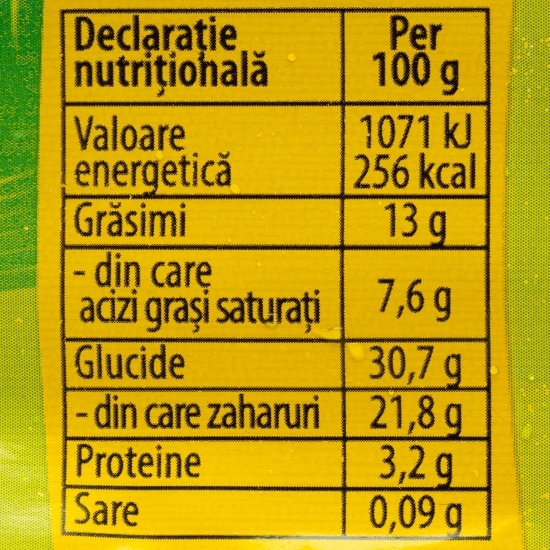 Declarație Per
nutrițională 100 g
Valoare 1071 kJ
energetică 256 kcal
Grăsimi 13 g
- din care
acizi grași saturați 7,6 g
Glucide 30,7 g
- din care zaharuri 21,8 g
Proteine 3,2 g
Sare 0,09 g